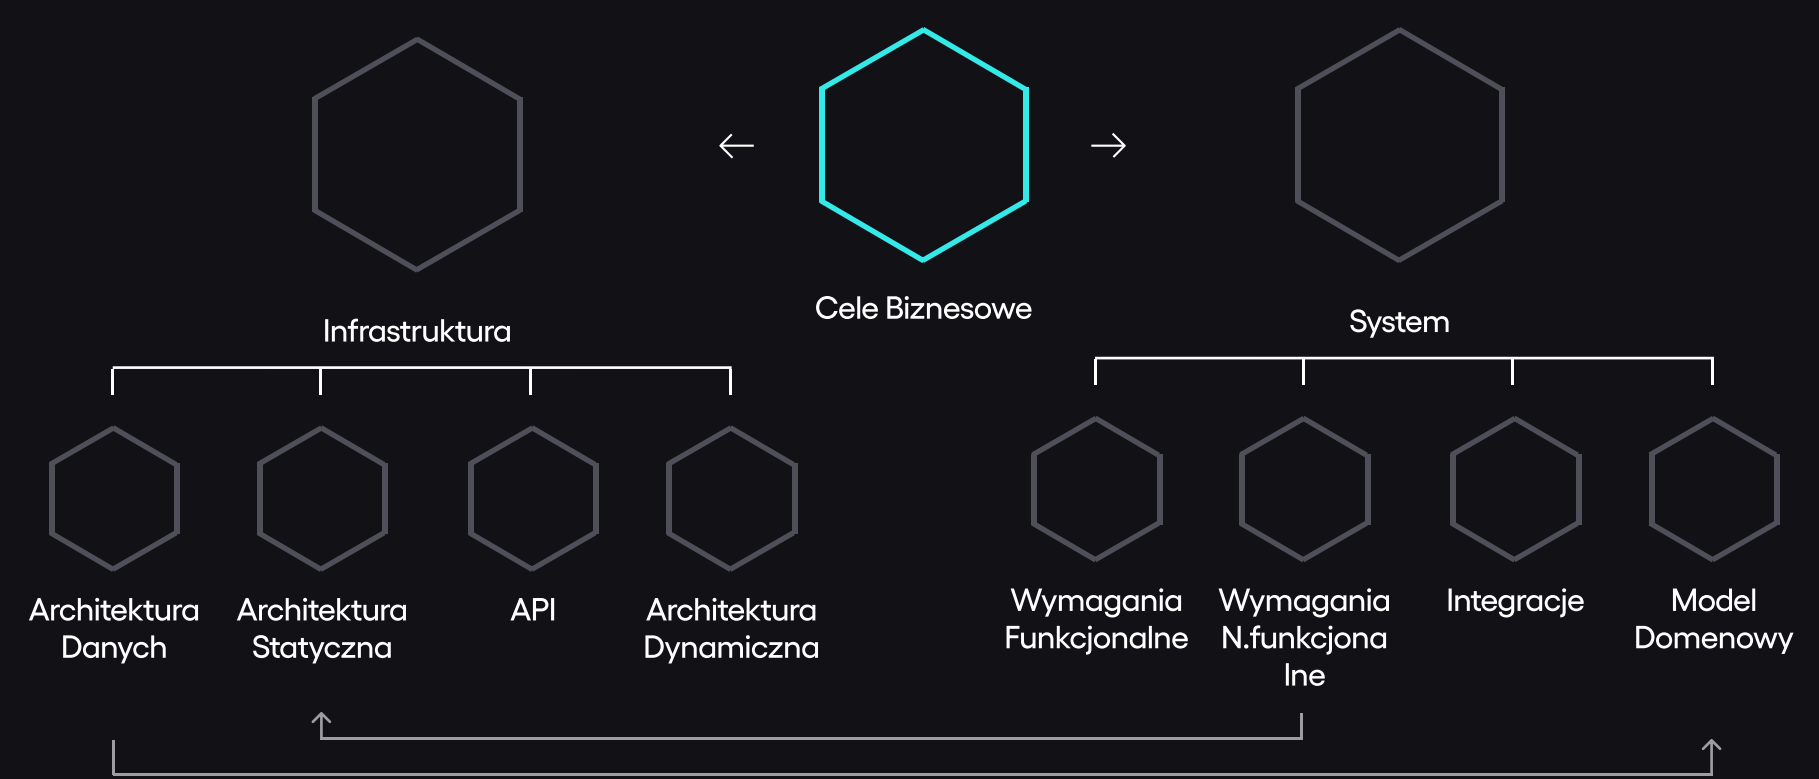 Cele Biznesowe
Infrastruktura
System
Architektura
Danych
Architektura
Statyczna
API
Architektura
Dynamiczna
Wymagania
Funkcjonalne
Wymagania
N.funkcjona
lne
Integracje
Model
Domenowy